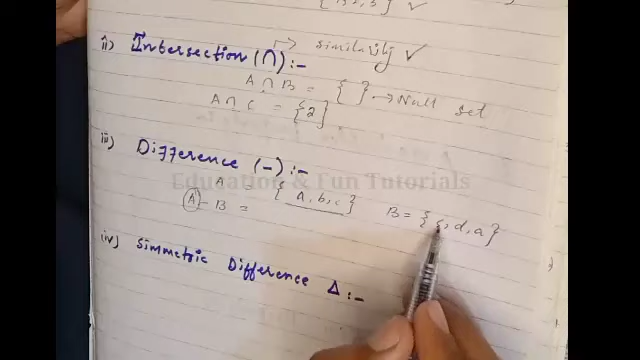 ii) Intersection (∩) :- → Similarity ✓
A ∩ B = { } → Null Set
A ∩ C = {2}
iii) Difference (-) :-
Education & Fun Tutorials
A - B = { A, b, c } B = { c, d, a }
iv) Simmetric Difference Δ :-